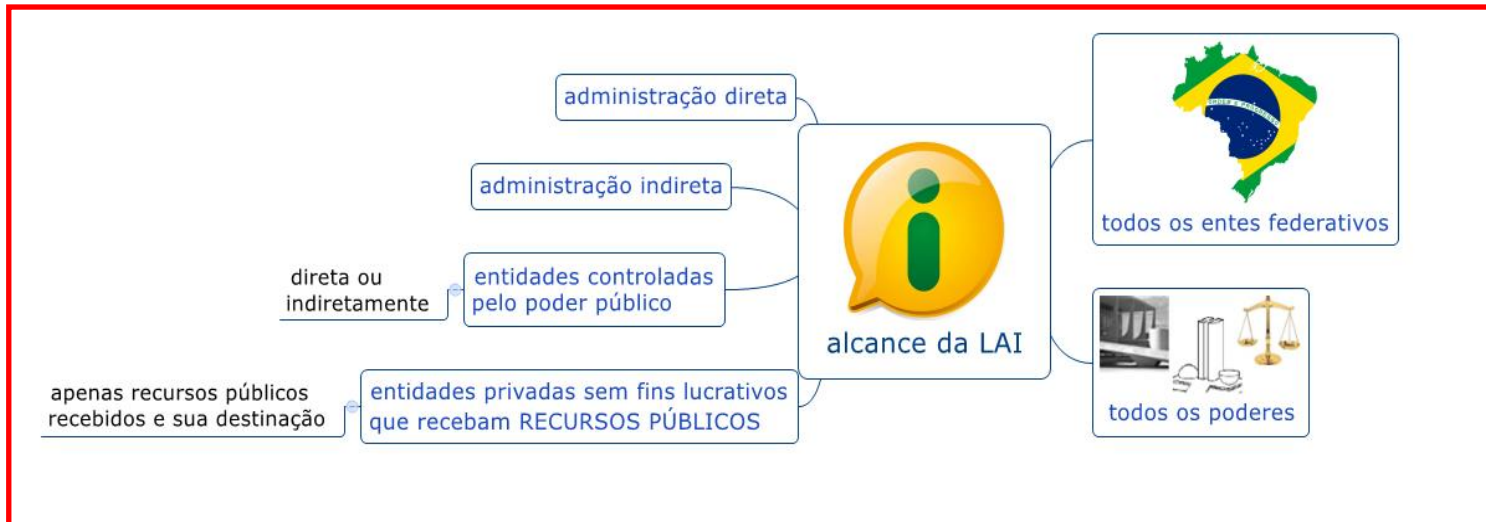 administração direta
administração indireta
entidades controladas
pelo poder público
direta ou
indiretamente
entidades privadas sem fins lucrativos
que recebam RECURSOS PÚBLICOS
apenas recursos públicos
recebidos e sua destinação
alcance da LAI
todos os entes federativos
todos os poderes